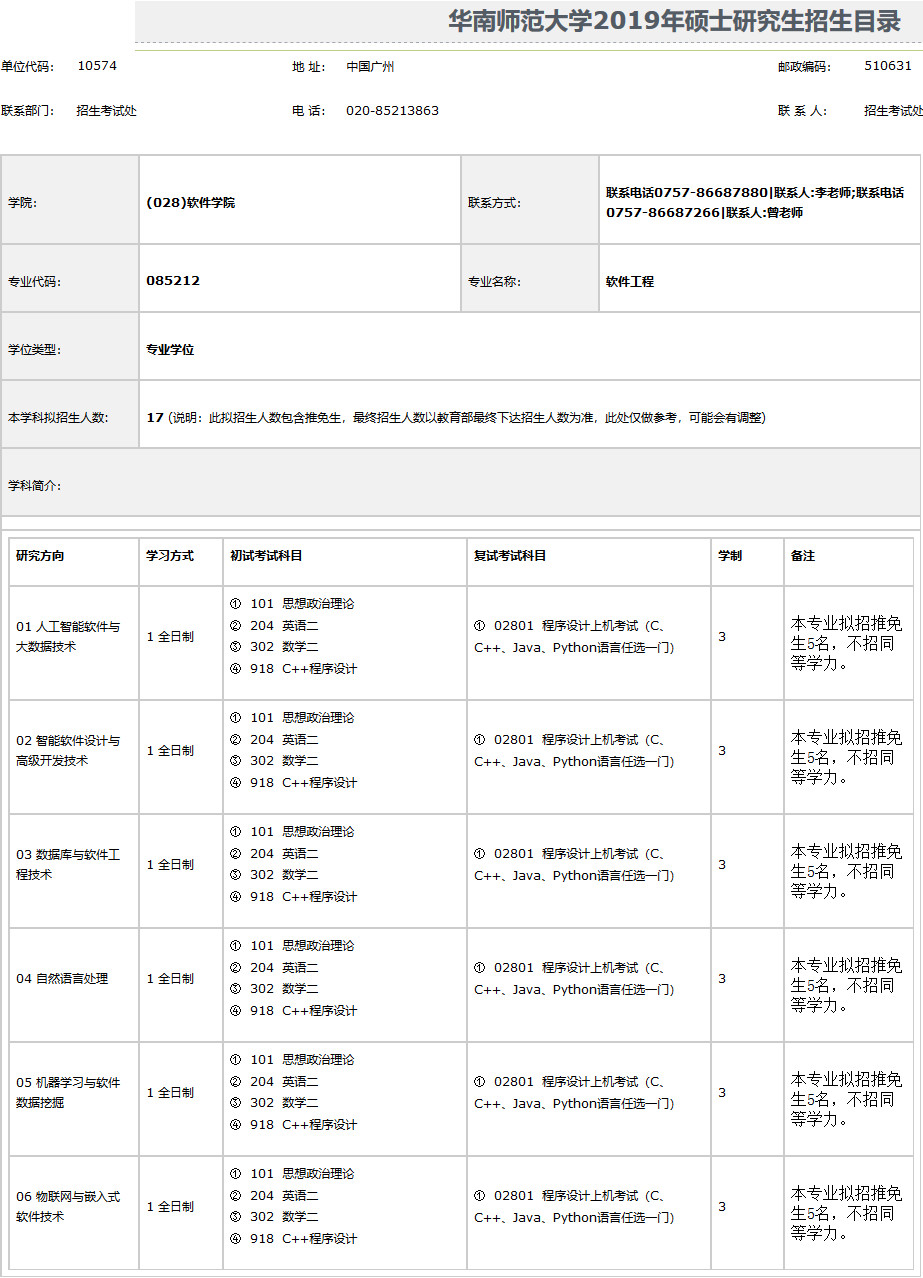 华南师范大学2019年硕士研究生招生目录
单位代码： 10574 地 址： 中国广州 邮政编码： 510631
联系部门： 招生考试处 电 话： 020-85213863 联 系 人： 招生考试处
学院： (028)软件学院 联系方式： 联系电话0757-86687880|联系人:李老师;联系电话
0757-86687266|联系人:曾老师
专业代码： 085212 专业名称： 软件工程
学位类型： 专业学位
本学科拟招生人数： 17 (说明：此拟招生人数包含推免生，最终招生人数以教育部最终下达招生人数为准，此处仅做参考，可能会有调整)
学科简介：
研究方向 学习方式 初试考试科目 复试考试科目 学制 备注
01 人工智能软件与
大数据技术
1 全日制
① 101 思想政治理论
② 204 英语二
③ 302 数学二
④ 918 C++程序设计
① 02801 程序设计上机考试（C、
C++、Java、Python语言任选一门）
3
本专业拟招推免
生5名，不招同
等学力。
02 智能软件设计与
高级开发技术
1 全日制
① 101 思想政治理论
② 204 英语二
③ 302 数学二
④ 918 C++程序设计
① 02801 程序设计上机考试（C、
C++、Java、Python语言任选一门）
3
本专业拟招推免
生5名，不招同
等学力。
03 数据库与软件工
程技术
1 全日制
① 101 思想政治理论
② 204 英语二
③ 302 数学二
④ 918 C++程序设计
① 02801 程序设计上机考试（C、
C++、Java、Python语言任选一门）
3
本专业拟招推免
生5名，不招同
等学力。
04 自然语言处理
1 全日制
① 101 思想政治理论
② 204 英语二
③ 302 数学二
④ 918 C++程序设计
① 02801 程序设计上机考试（C、
C++、Java、Python语言任选一门）
3
本专业拟招推免
生5名，不招同
等学力。
05 机器学习与软件
数据挖掘
1 全日制
① 101 思想政治理论
② 204 英语二
③ 302 数学二
④ 918 C++程序设计
① 02801 程序设计上机考试（C、
C++、Java、Python语言任选一门）
3
本专业拟招推免
生5名，不招同
等学力。
06 物联网与嵌入式
软件技术
1 全日制
① 101 思想政治理论
② 204 英语二
③ 302 数学二
④ 918 C++程序设计
① 02801 程序设计上机考试（C、
C++、Java、Python语言任选一门）
3
本专业拟招推免
生5名，不招同
等学力。